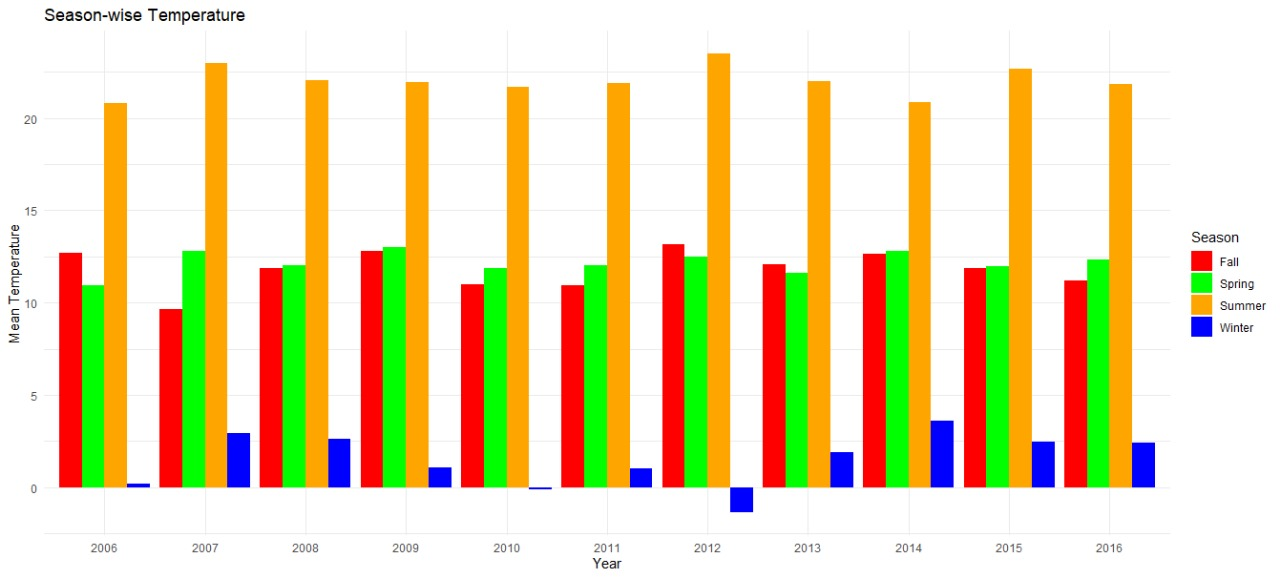 Season-wise Temperature
Mean Temperature
20
15
10
5
0
2006 2007 2008 2009 2010 2011 2012 2013 2014 2015 2016
Year
Season
Fall
Spring
Summer
Winter